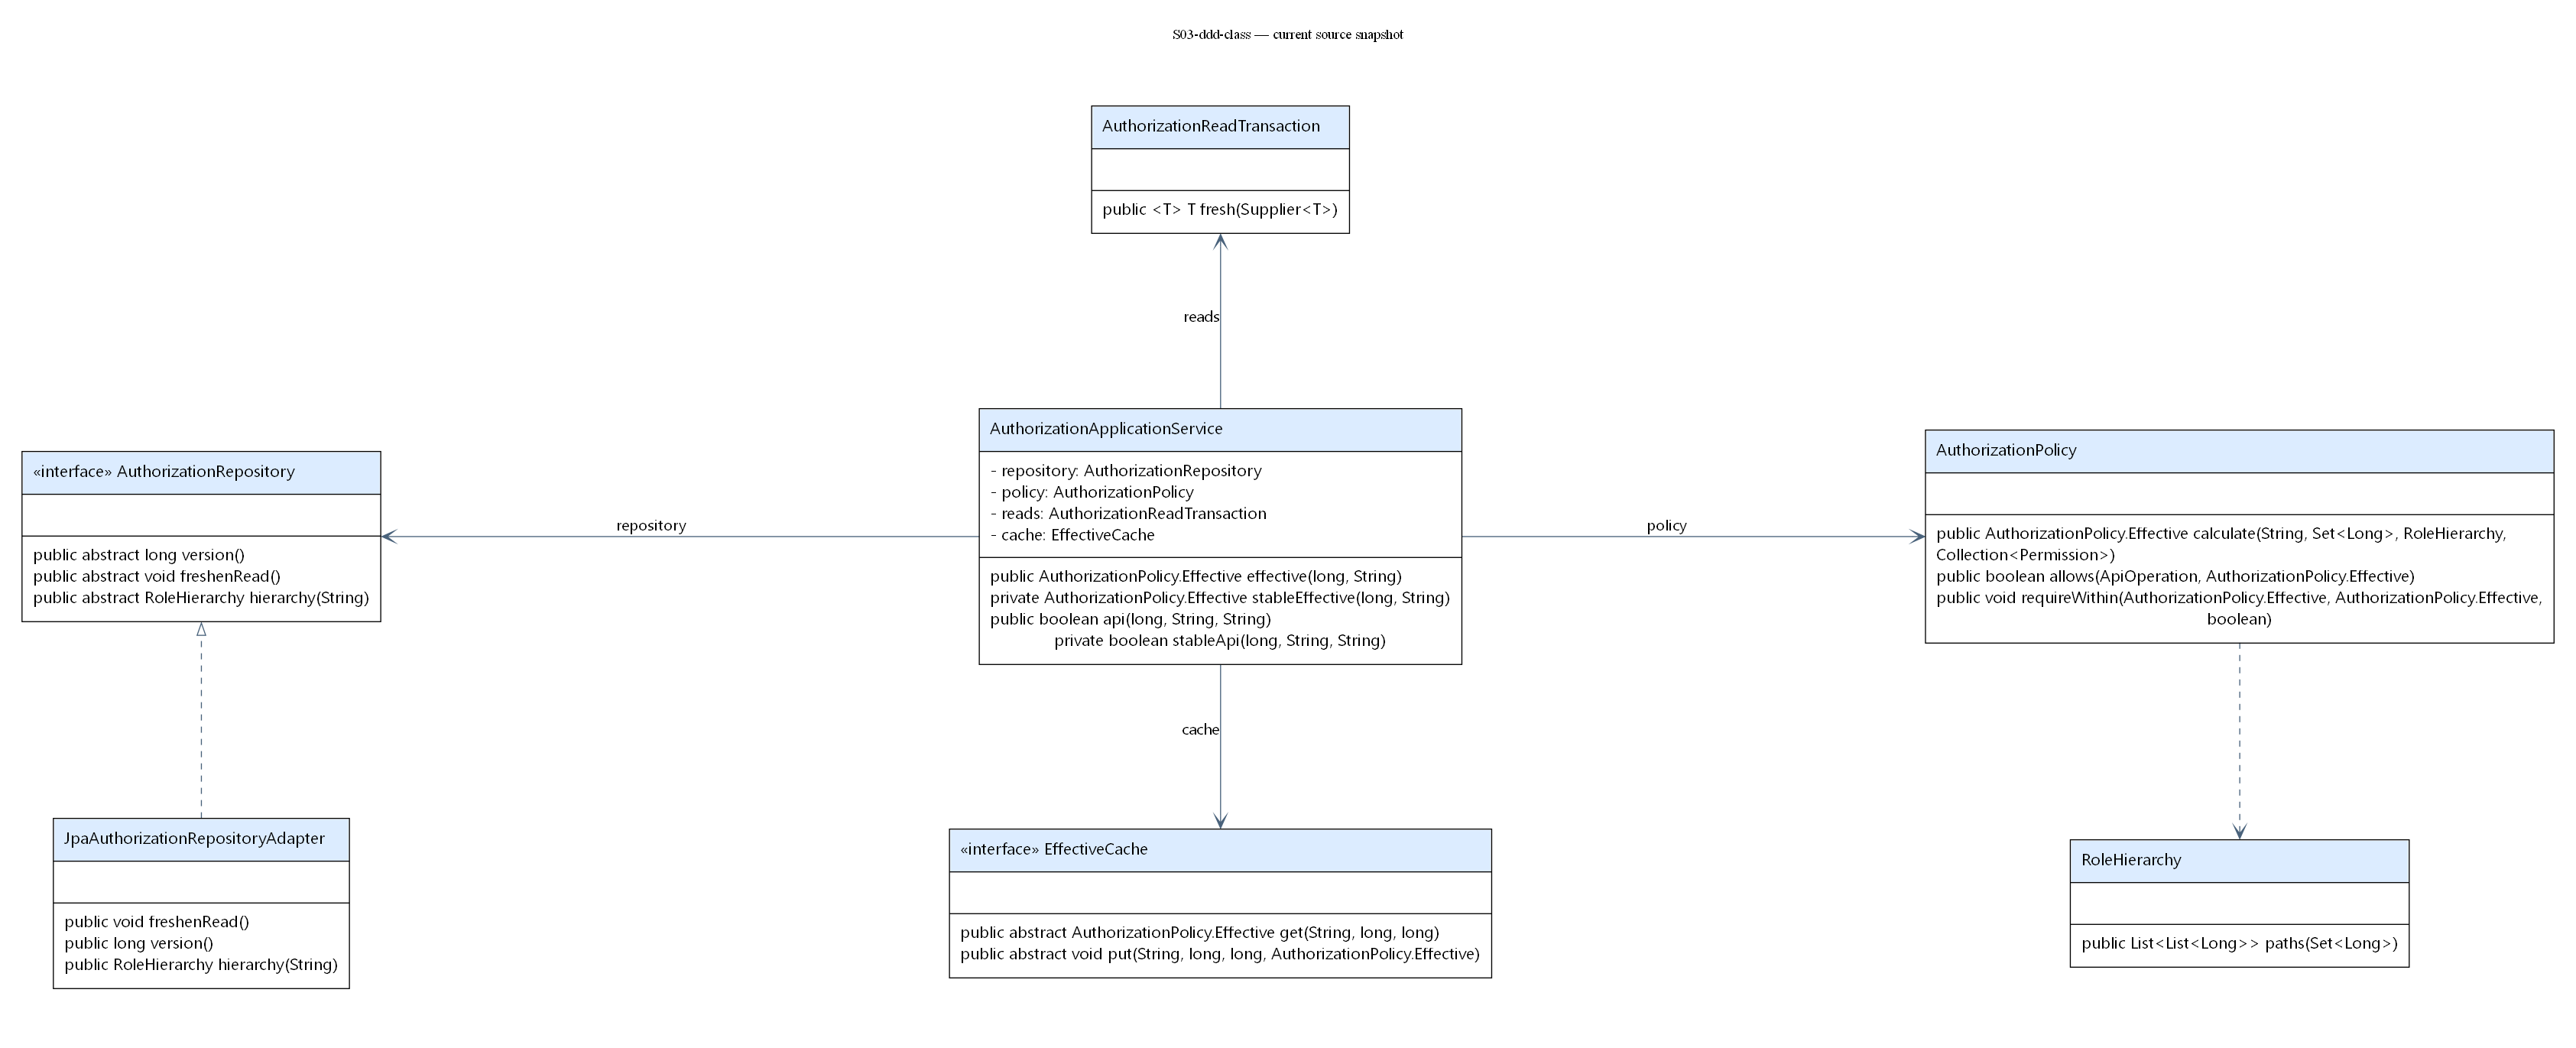 S03-ddd-class — current source snapshot
AuthorizationReadTransaction
public <T> T fresh(Supplier<T>)
reads
AuthorizationApplicationService
- repository: AuthorizationRepository
- policy: AuthorizationPolicy
- reads: AuthorizationReadTransaction
- cache: EffectiveCache
public AuthorizationPolicy.Effective effective(long, String)
private AuthorizationPolicy.Effective stableEffective(long, String)
public boolean api(long, String, String)
private boolean stableApi(long, String, String)
«interface» AuthorizationRepository
public abstract long version()
public abstract void freshenRead()
public abstract RoleHierarchy hierarchy(String)
repository
policy
AuthorizationPolicy
public AuthorizationPolicy.Effective calculate(String, Set<Long>, RoleHierarchy,
Collection<Permission>)
public boolean allows(ApiOperation, AuthorizationPolicy.Effective)
public void requireWithin(AuthorizationPolicy.Effective, AuthorizationPolicy.Effective,
boolean)
cache
JpaAuthorizationRepositoryAdapter
public void freshenRead()
public long version()
public RoleHierarchy hierarchy(String)
«interface» EffectiveCache
public abstract AuthorizationPolicy.Effective get(String, long, long)
public abstract void put(String, long, long, AuthorizationPolicy.Effective)
RoleHierarchy
public List<List<Long>> paths(Set<Long>)